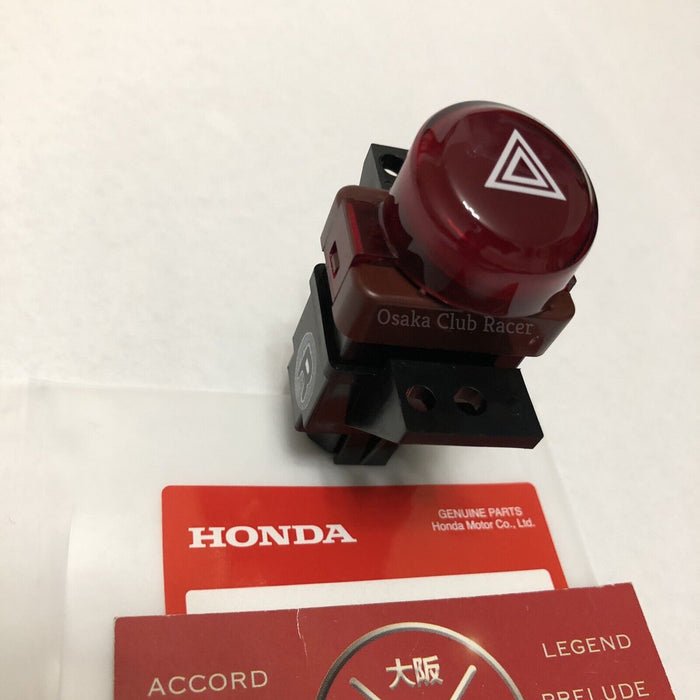 Osaka Club Racer
HONDA
GENUINE PARTS
Honda Motor Co., Ltd.
大阪
LEGEND
ACCORD
PRELUDE